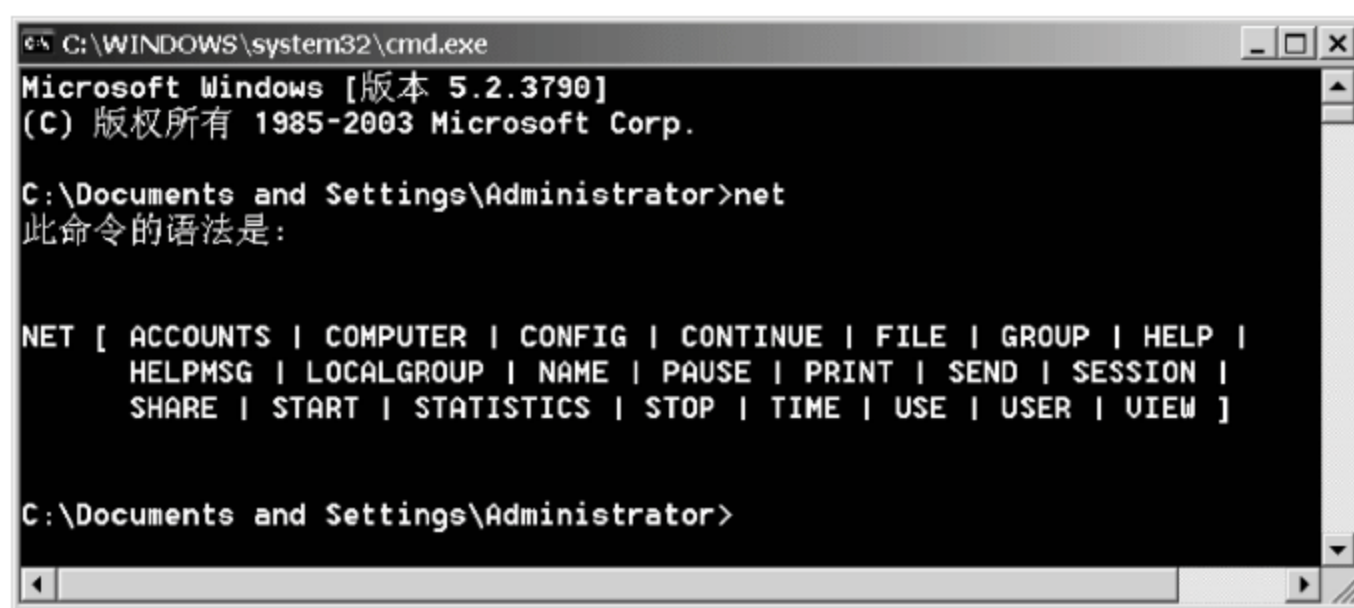 C:\WINDOWS\system32\cmd.exe
Microsoft Windows [版本 5.2.3790]
(C) 版权所有 1985-2003 Microsoft Corp.
C:\Documents and Settings\Administrator>net
此命令的语法是:
NET [ ACCOUNTS | COMPUTER | CONFIG | CONTINUE | FILE | GROUP | HELP |
HELPMSG | LOCALGROUP | NAME | PAUSE | PRINT | SEND | SESSION |
SHARE | START | STATISTICS | STOP | TIME | USE | USER | VIEW ]
C:\Documents and Settings\Administrator>